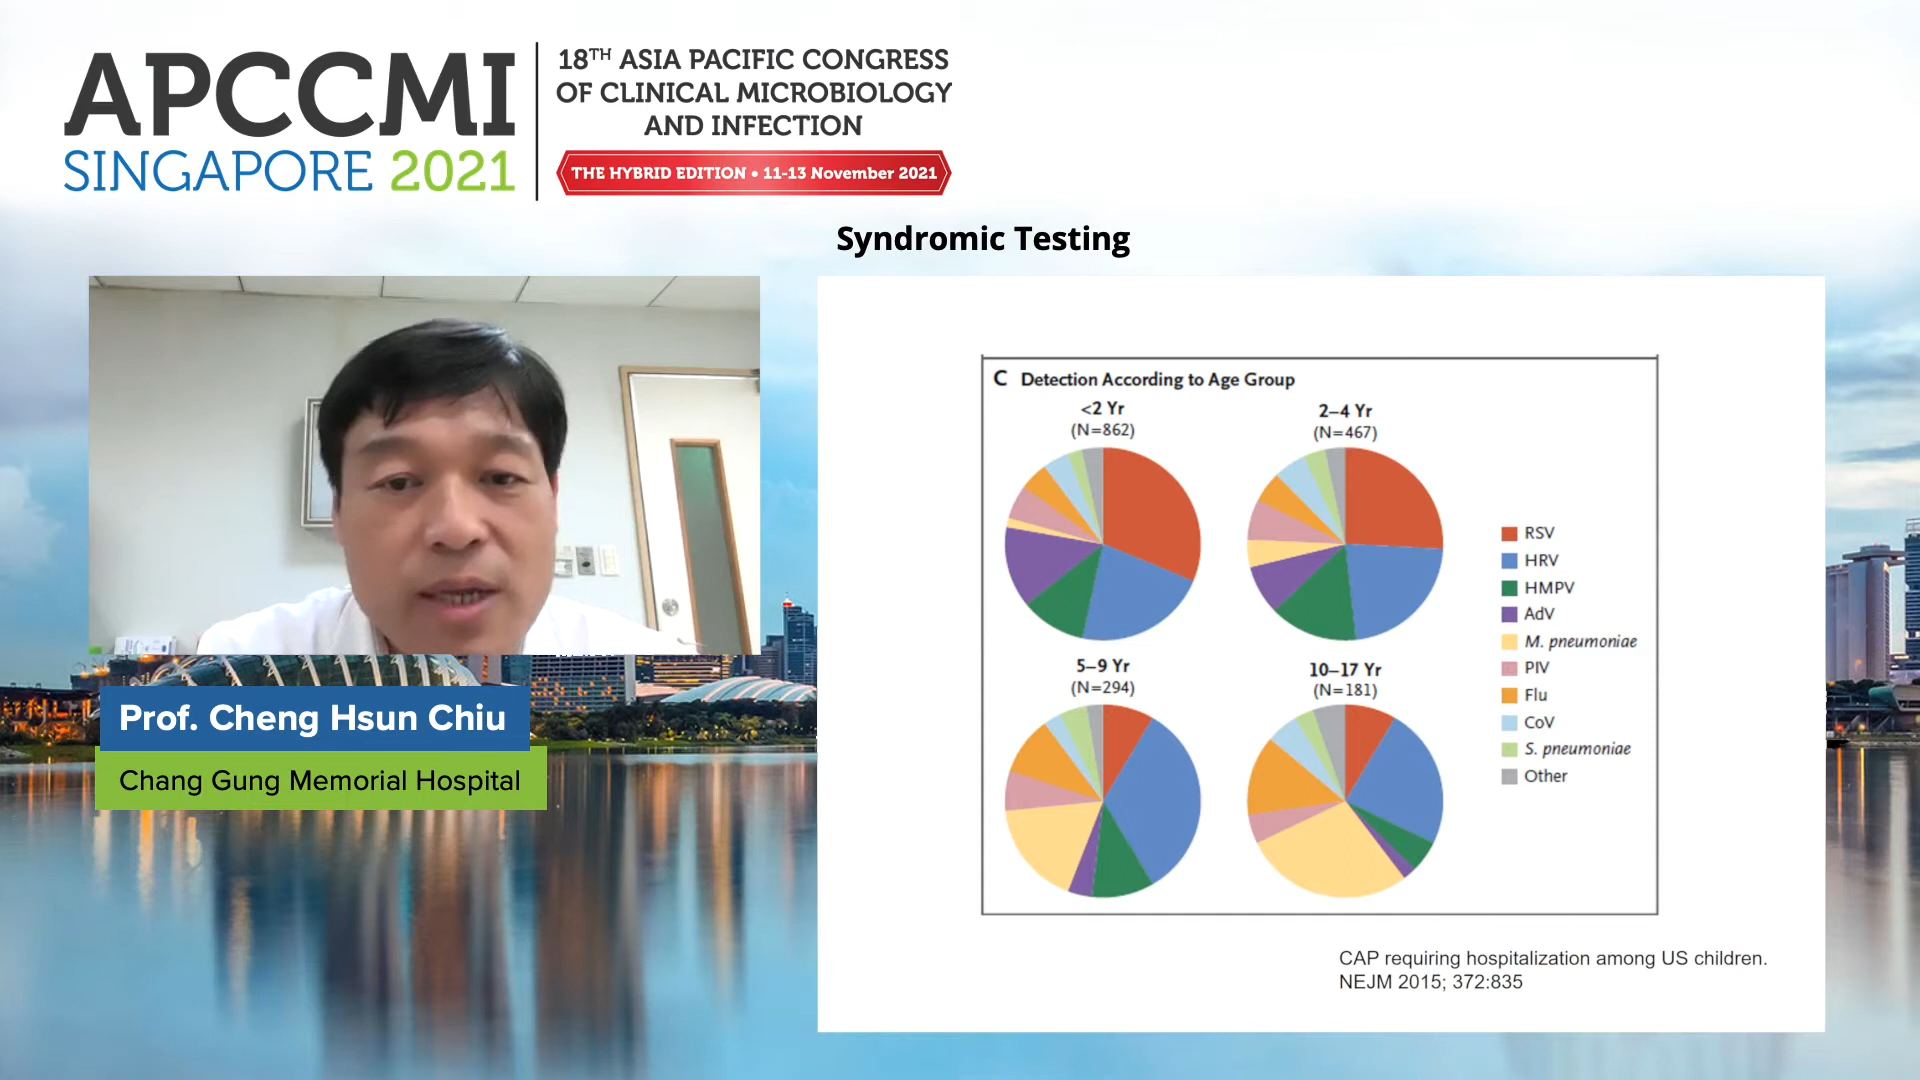 APCCMI
SINGAPORE 2021
18TH ASIA PACIFIC CONGRESS
OF CLINICAL MICROBIOLOGY
AND INFECTION
THE HYBRID EDITION • 11-13 November 2021
Syndromic Testing
Prof. Cheng Hsun Chiu
Chang Gung Memorial Hospital
C Detection According to Age Group
<2 Yr
(N=862)
2–4 Yr
(N=467)
5–9 Yr
(N=294)
10–17 Yr
(N=181)
RSV
HRV
HMPV
AdV
M. pneumoniae
PIV
Flu
CoV
S. pneumoniae
Other
CAP requiring hospitalization among US children.
NEJM 2015; 372:835